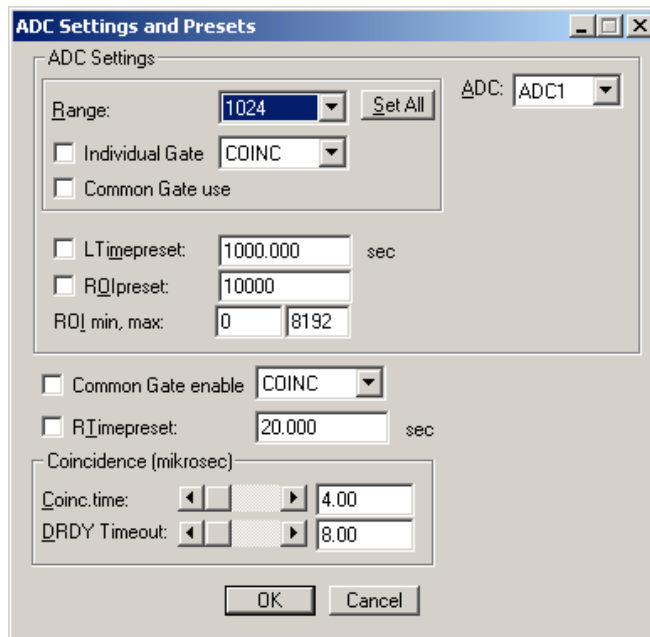 ADC Settings and Presets
ADC Settings
Range: 1024 Set All ADC: ADC1
Individual Gate COINC
Common Gate use
LTimepreset: 1000.000 sec
ROIpreset: 10000
ROI min, max: 0 8192
Common Gate enable COINC
RTimepreset: 20.000 sec
Coincidence (mikrosec)
Coinc.time: 4.00
DRDY Timeout: 8.00
OK Cancel